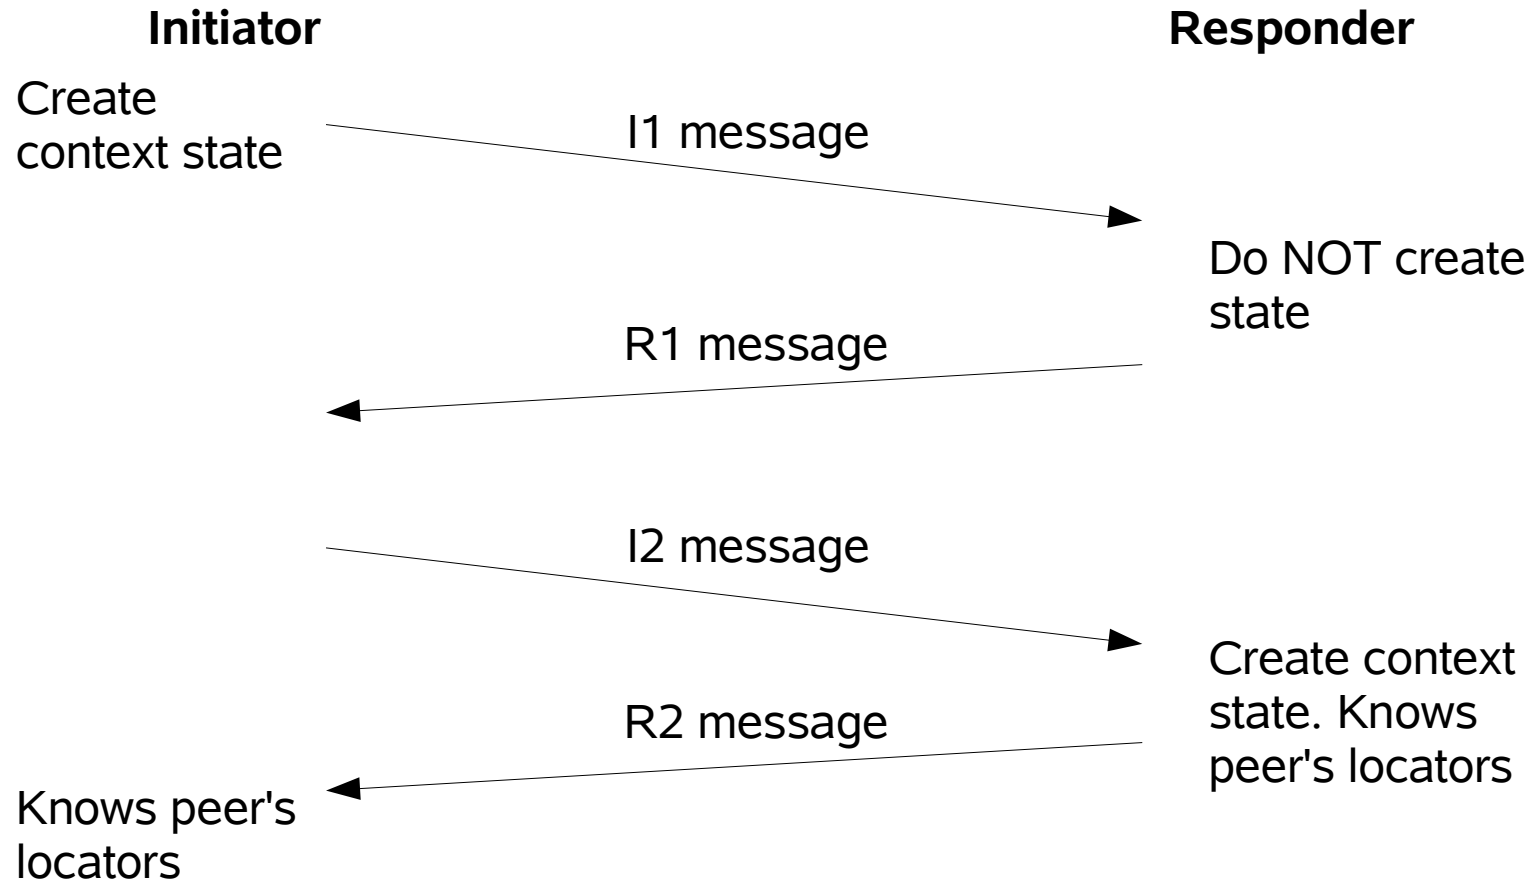 Initiator
Responder
Create
context state
I1 message
Do NOT create
state
R1 message
I2 message
Create context
state. Knows
peer's locators
R2 message
Knows peer's
locators